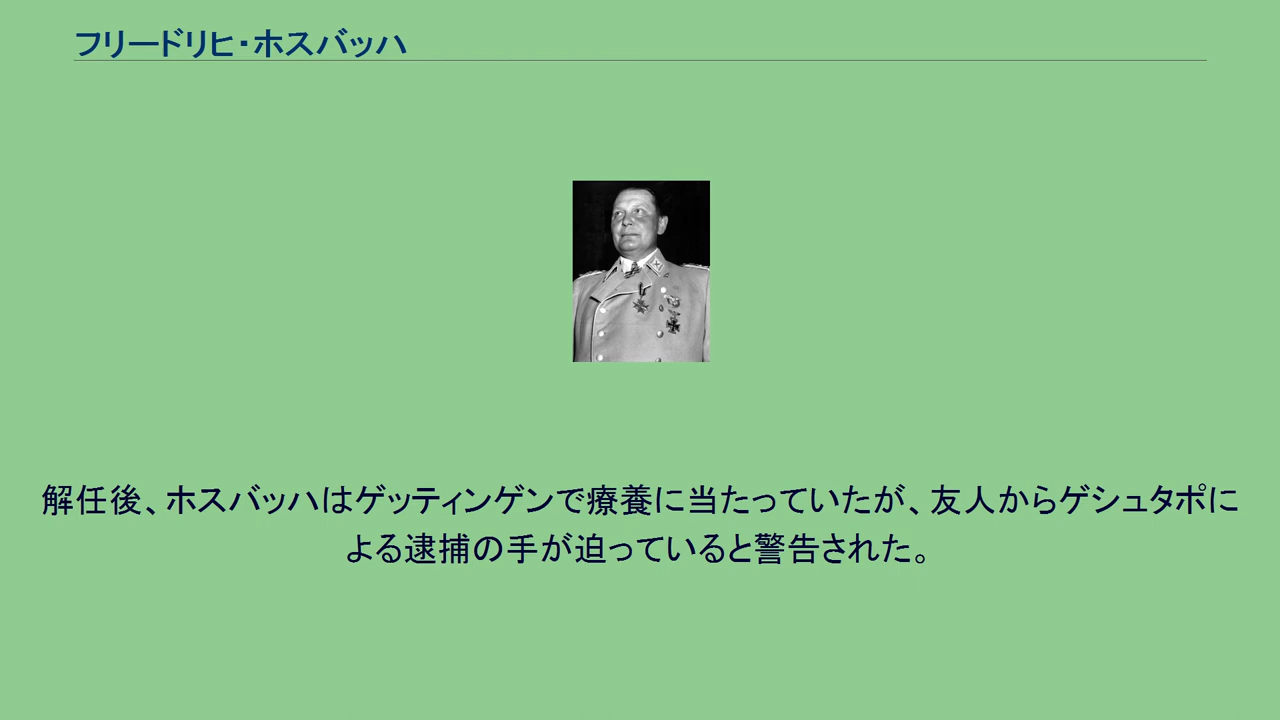 フリードリヒ・ホスバッハ
解任後、ホスバッハはゲッティンゲンで療養に当たっていたが、友人からゲシュタポに
よる逮捕の手が迫っていると警告された。